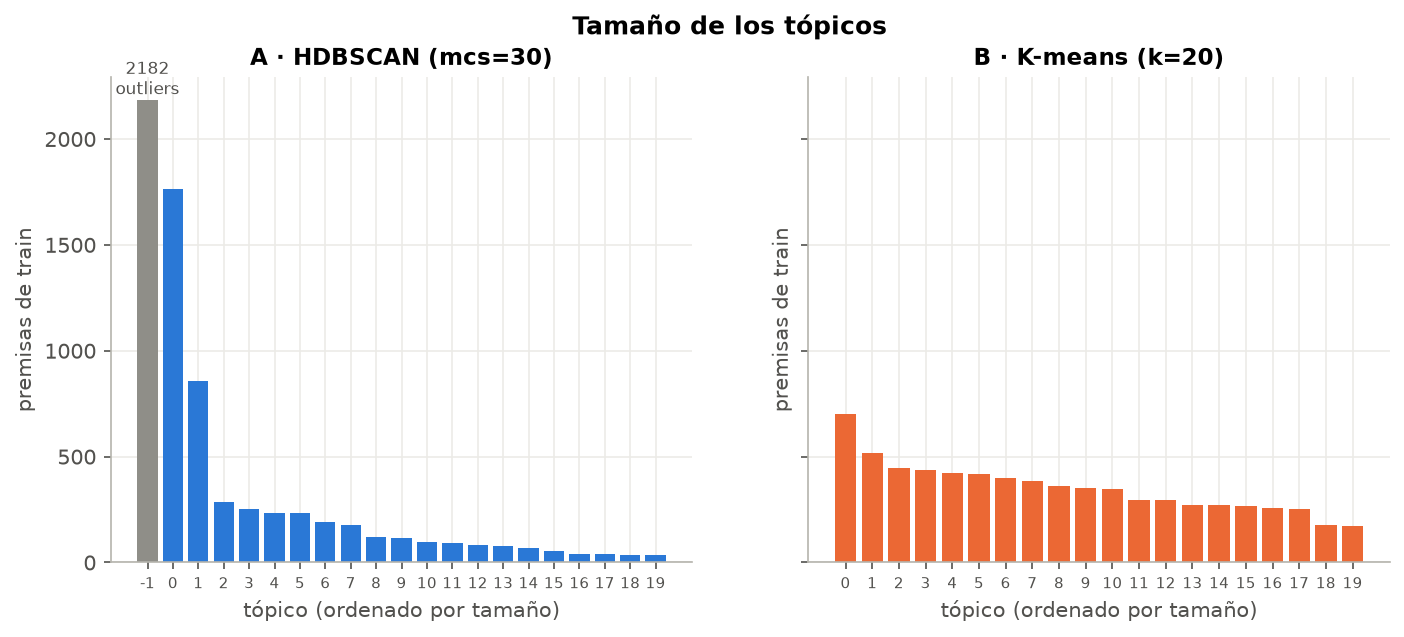 Tamaño de los tópicos
A · HDBSCAN (mcs=30)
2182
outliers
premisas de train
2000
1500
1000
500
0
-1 0 1 2 3 4 5 6 7 8 9 10 11 12 13 14 15 16 17 18 19
tópico (ordenado por tamaño)
B · K-means (k=20)
premisas de train
0 1 2 3 4 5 6 7 8 9 10 11 12 13 14 15 16 17 18 19
tópico (ordenado por tamaño)